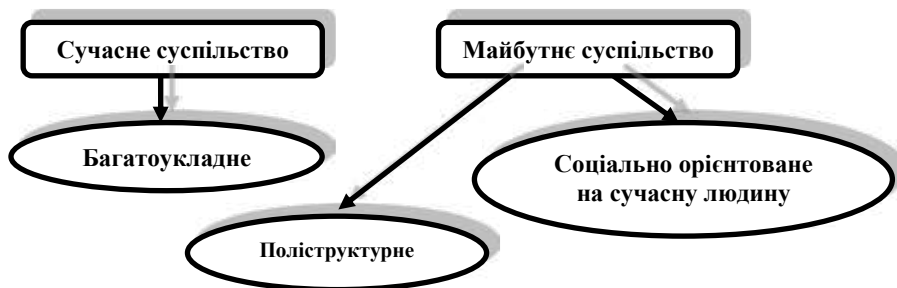 Сучасне суспільство
Майбутнє суспільство
Багатоукладне
Соціально орієнтоване
на сучасну людину
Поліструктурне